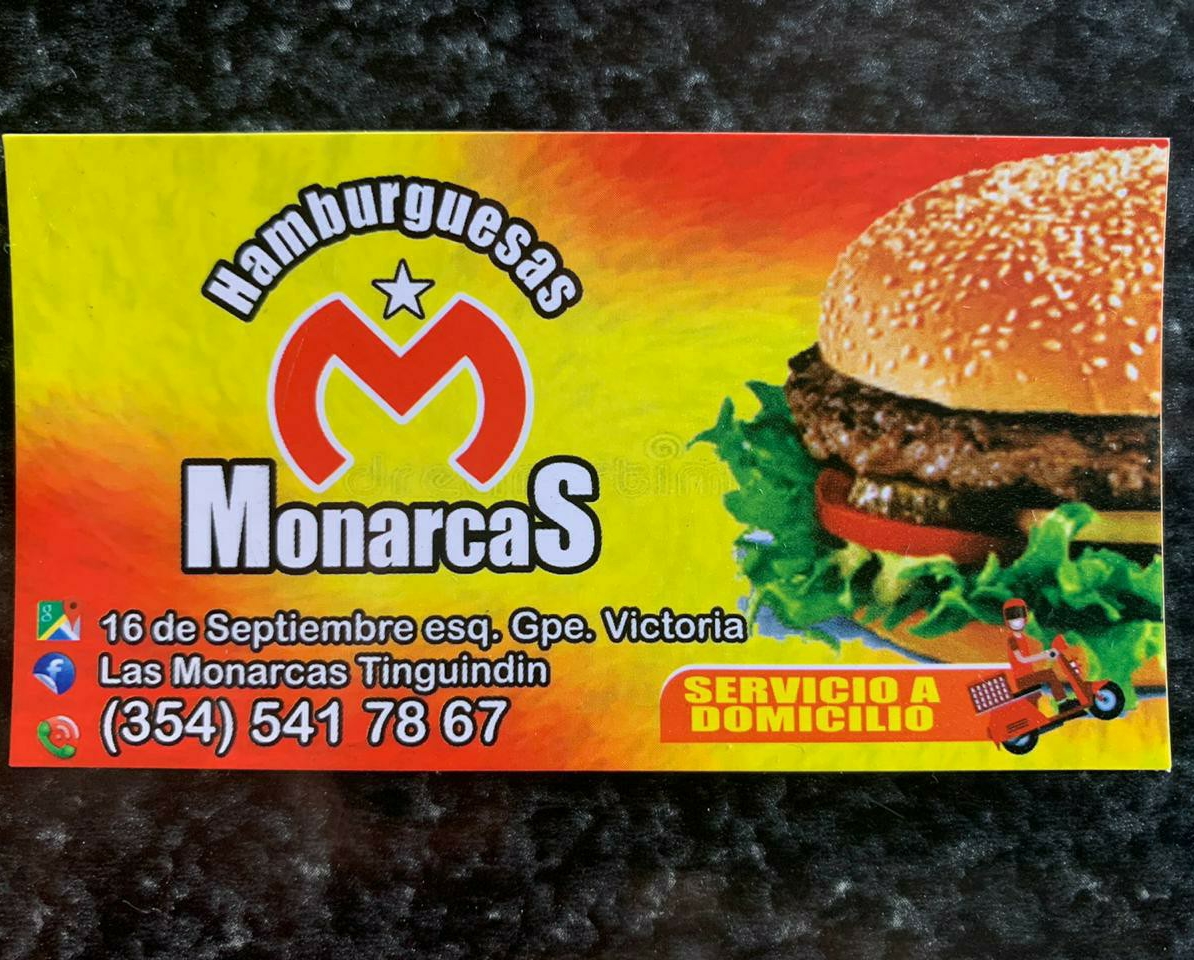 Hamburguesas
MonarcaS
16 de Septiembre esq. Gpe. Victoria
Las Monarcas Tinguindin
(354) 541 78 67
SERVICIO A
DOMICILIO